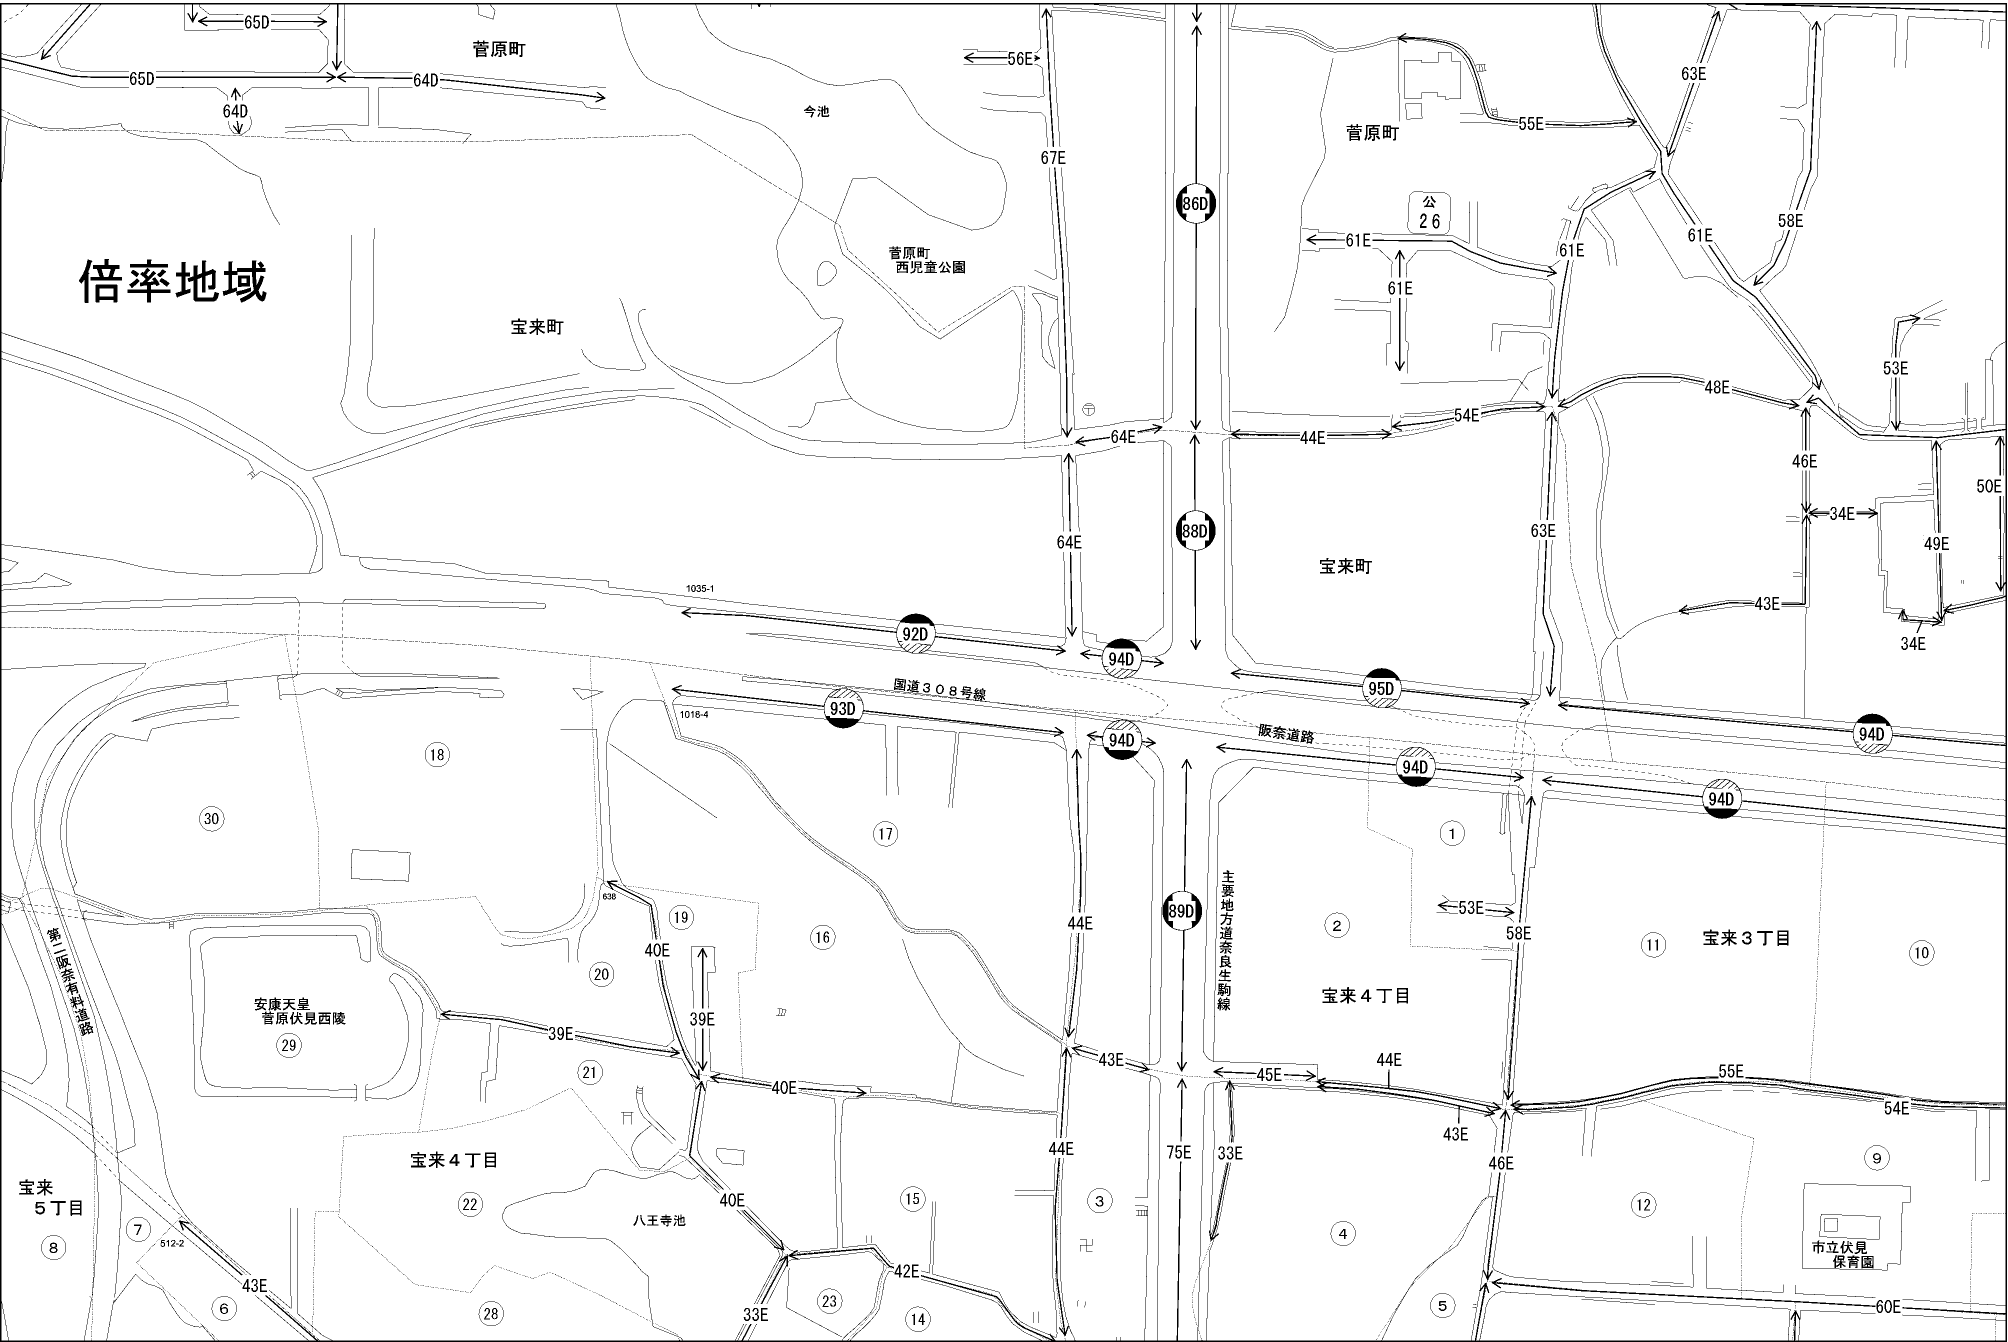 65D
菅原町
56E
63E
65D
64D
64D
今池
菅原町
55E
67E
86D
公
26
58E
61E
61E
61E
61E
菅原町
西児童公園
倍率地域
宝来町
53E
48E
54E
64E
44E
46E
50E
34E
88D
63E
64E
49E
宝来町
1035-1
43E
92D
34E
94D
国道308号線
95D
93D
1018-4
94D
阪奈道路
94D
94D
94D
18
30
17
1
638
19
44E
89D
主要地方道奈良生駒線
53E
2
58E
16
11
宝来3丁目
10
40E
20
第二阪奈有料道路
安康天皇
菅原伏見西陵
29
39E
39E
宝来4丁目
21
40E
43E
45E
44E
55E
54E
43E
44E
75E
33E
46E
9
宝来4丁目
宝来
5丁目
22
40E
15
3
12
八王寺池
7
512-2
8
4
市立伏見
保育園
43E
42E
6
28
33E
23
14
5
60E